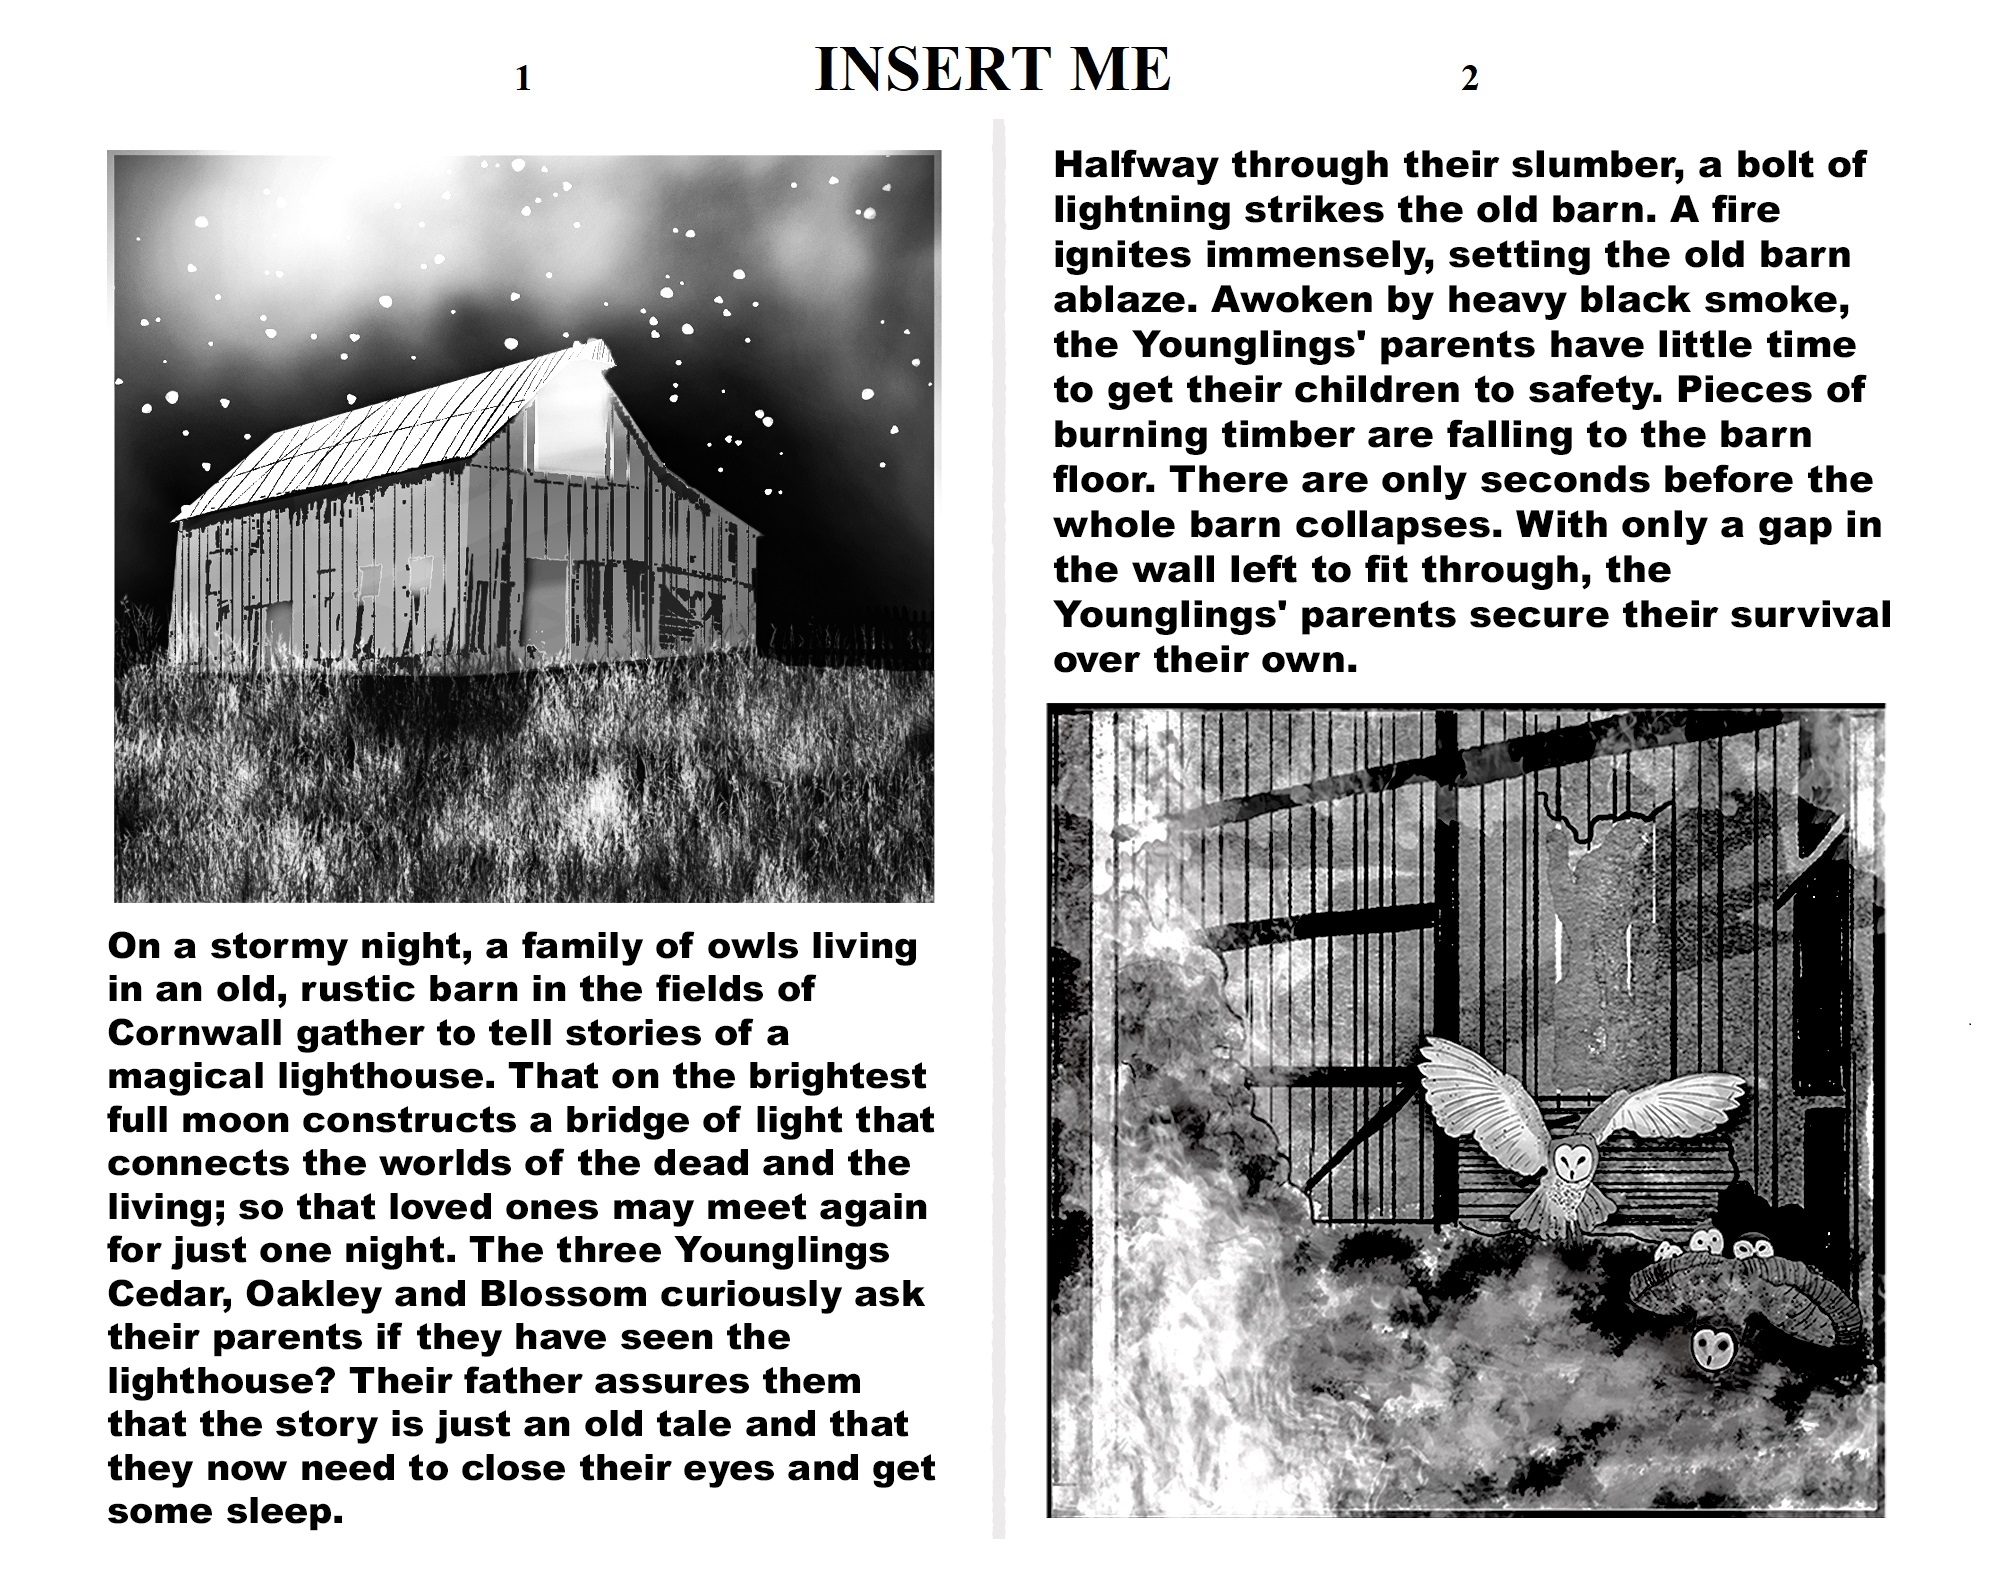 INSERT ME
1
On a stormy night, a family of owls living
in an old, rustic barn in the fields of
Cornwall gather to tell stories of a
magical lighthouse. That on the brightest
full moon constructs a bridge of light that
connects the worlds of the dead and the
living; so that loved ones may meet again
for just one night. The three Younglings
Cedar, Oakley and Blossom curiously ask
their parents if they have seen the
lighthouse? Their father assures them
that the story is just an old tale and that
they now need to close their eyes and get
some sleep.
2
Halfway through their slumber, a bolt of
lightning strikes the old barn. A fire
ignites immensely, setting the old barn
ablaze. Awoken by heavy black smoke,
the Younglings' parents have little time
to get their children to safety. Pieces of
burning timber are falling to the barn
floor. There are only seconds before the
whole barn collapses. With only a gap in
the wall left to fit through, the
Younglings' parents secure their survival
over their own.